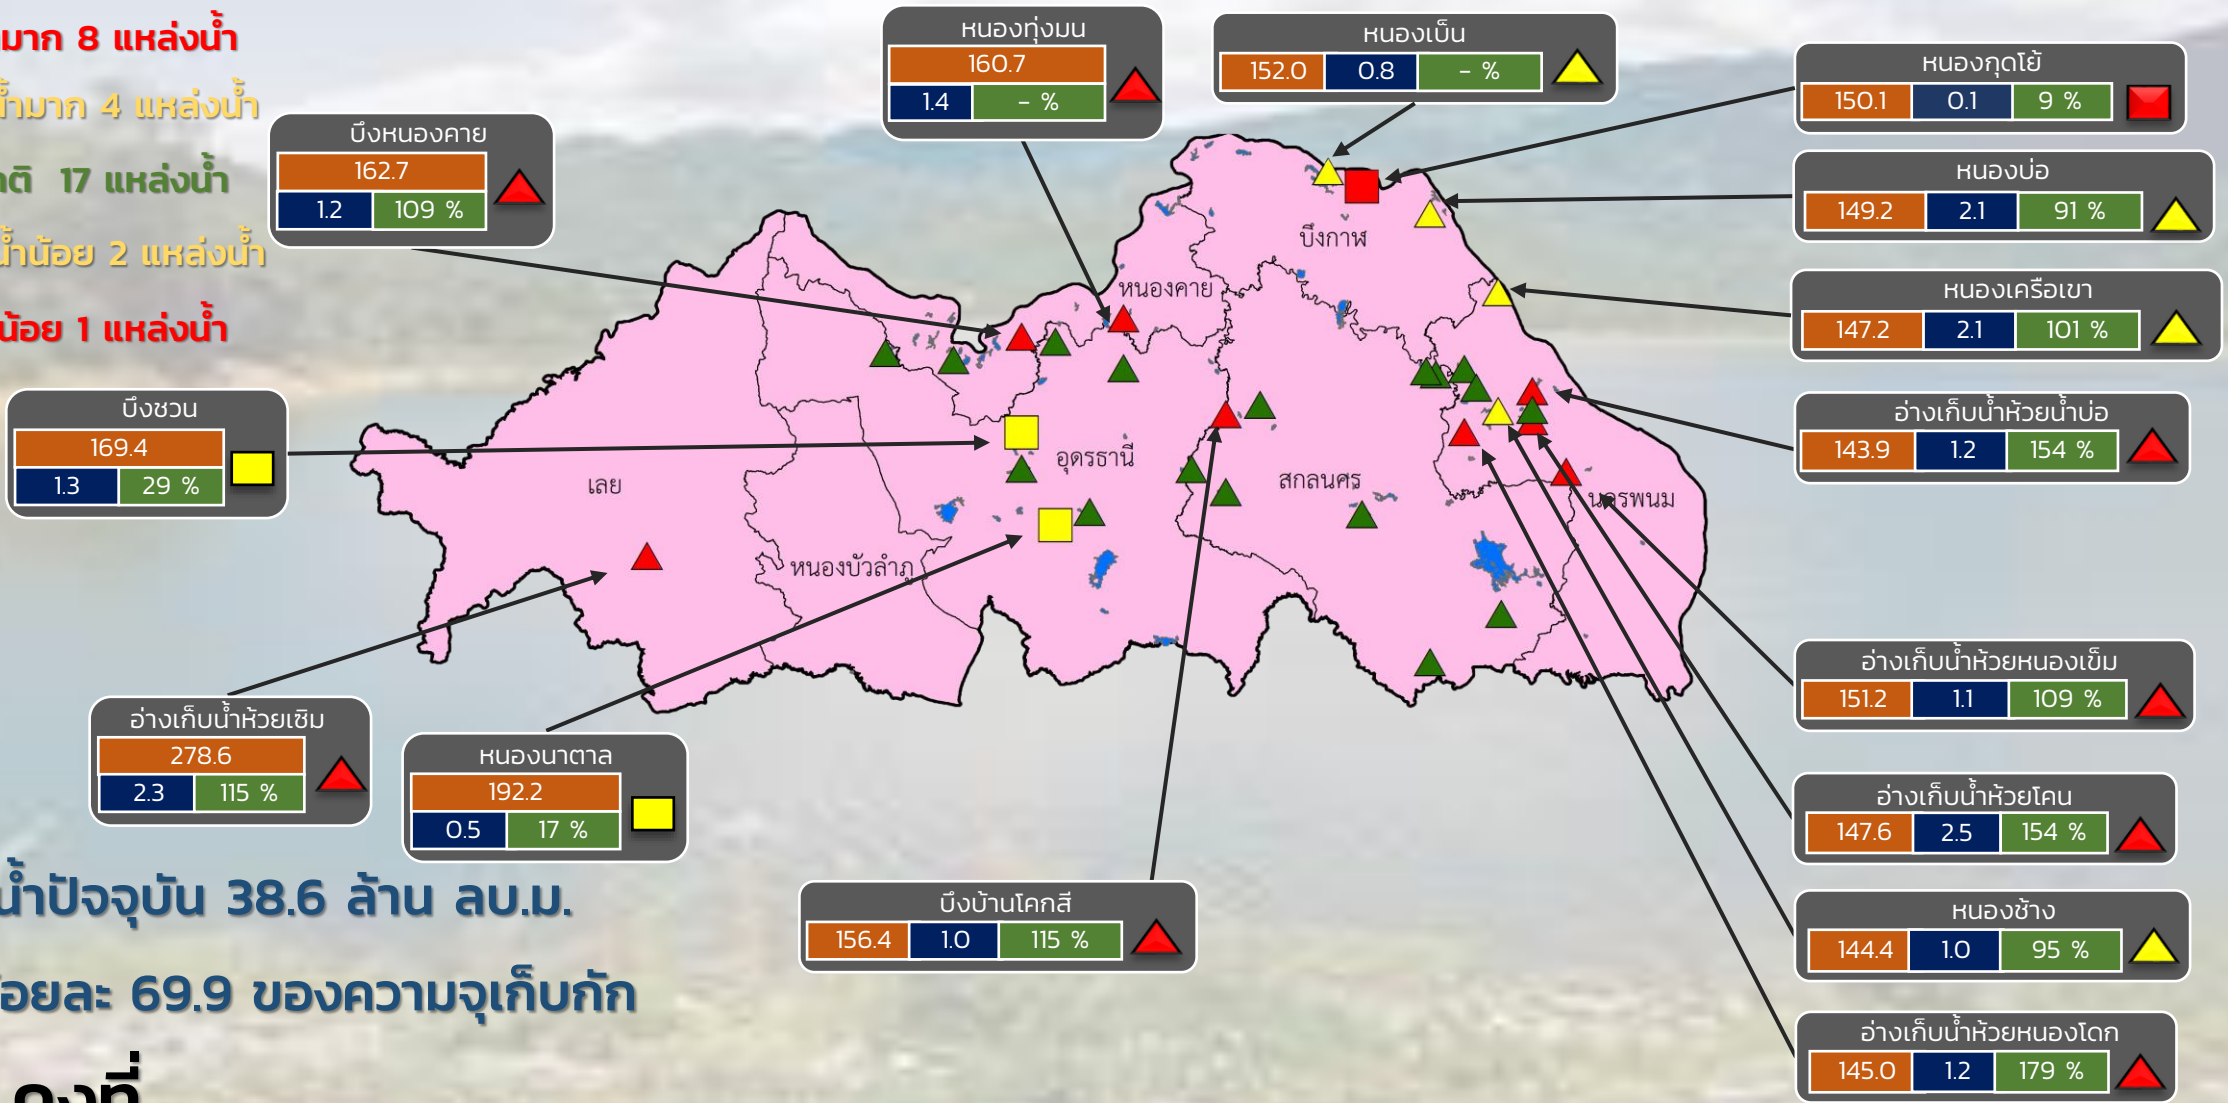 มาก 8 แหล่งน้ำ
น้ำมาก 4 แหล่งน้ำ
17 แหล่งน้ำ
น้ำน้อย 2 แหล่งน้ำ
น้อย 1 แหล่งน้ำ
หนองทุ่งมน
160.7
1.4 - %
หนองเบ็น
152.0 0.8 - %
หนองกุดโย้
150.1 0.1 9 %
บึงหนองคาย
162.7
1.2 109 %
หนองบ่อ
149.2 2.1 91 %
หนองเครือเขา
147.2 2.1 101 %
บึงชวน
169.4
1.3 29 %
อ่างเก็บน้ำห้วยน้ำบ่อ
143.9 1.2 154 %
บึงกาฬ
หนองคาย
อุดรธานี
เลย
สกลนคร
นครพนม
หนองบัวลำภู
อ่างเก็บน้ำห้วยหนองเข็ม
151.2 1.1 109 %
อ่างเก็บน้ำห้วยเซิม
278.6
2.3 115 %
หนองนาตาล
192.2
0.5 17 %
อ่างเก็บน้ำห้วยโคน
147.6 2.5 154 %
บึงบ้านโคกสี
156.4 1.0 115 %
หนองช้าง
144.4 1.0 95 %
อ่างเก็บน้ำห้วยหนองโดก
145.0 1.2 179 %
น้ำปัจจุบัน 38.6 ล้าน ลบ.ม.
69.9 ของความจุเก็บกัก